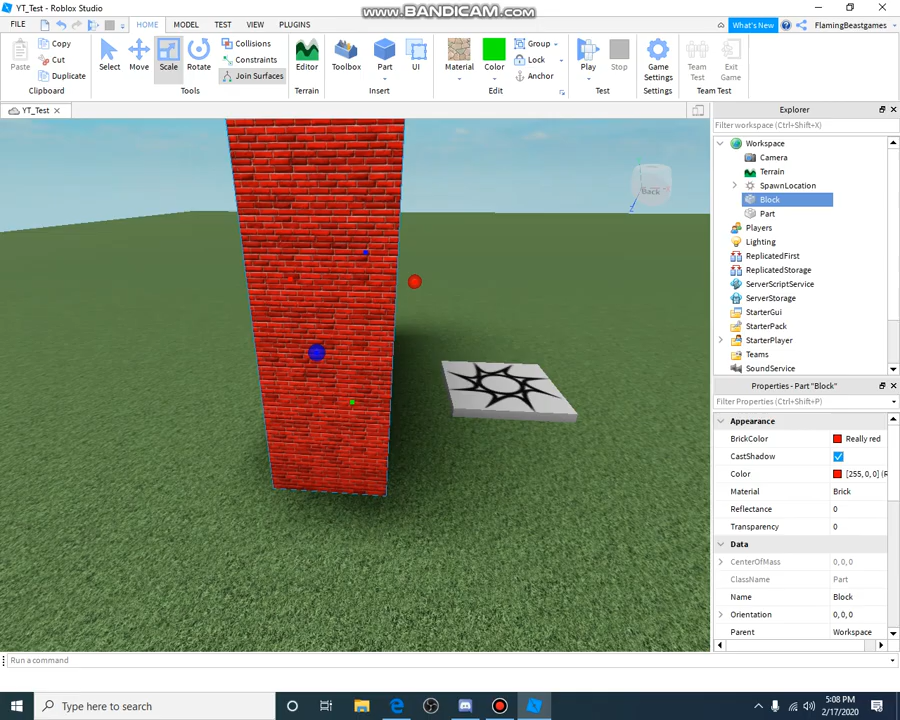 YT_Test - Roblox Studio
www.BANDICAM.com
FILE HOME MODEL TEST VIEW PLUGINS What's New FlamingBeastgames
Paste Copy Cut Duplicate Clipboard
Select Move Scale Rotate Collisions Constraints Join Surfaces Tools
Editor Terrain
Toolbox Part UI Insert
Material Color Group Lock Anchor Edit
Play Stop Test
Game Settings Settings
Team Test Exit Game Team Test
YT_Test
Back
Z
Explorer
Filter workspace (Ctrl+Shift+X)
Workspace
Camera
Terrain
SpawnLocation
Block
Part
Players
Lighting
ReplicatedFirst
ReplicatedStorage
ServerScriptService
ServerStorage
StarterGui
StarterPack
StarterPlayer
Teams
SoundService
Properties - Part "Block"
Filter Properties (Ctrl+Shift+P)
Appearance
BrickColor Really red
CastShadow
Color [255, 0, 0] (R
Material Brick
Reflectance 0
Transparency 0
Data
CenterOfMass 0, 0, 0
ClassName Part
Name Block
Orientation 0, 0, 0
Parent Workspace
Run a command
Type here to search
5:08 PM
2/17/2020